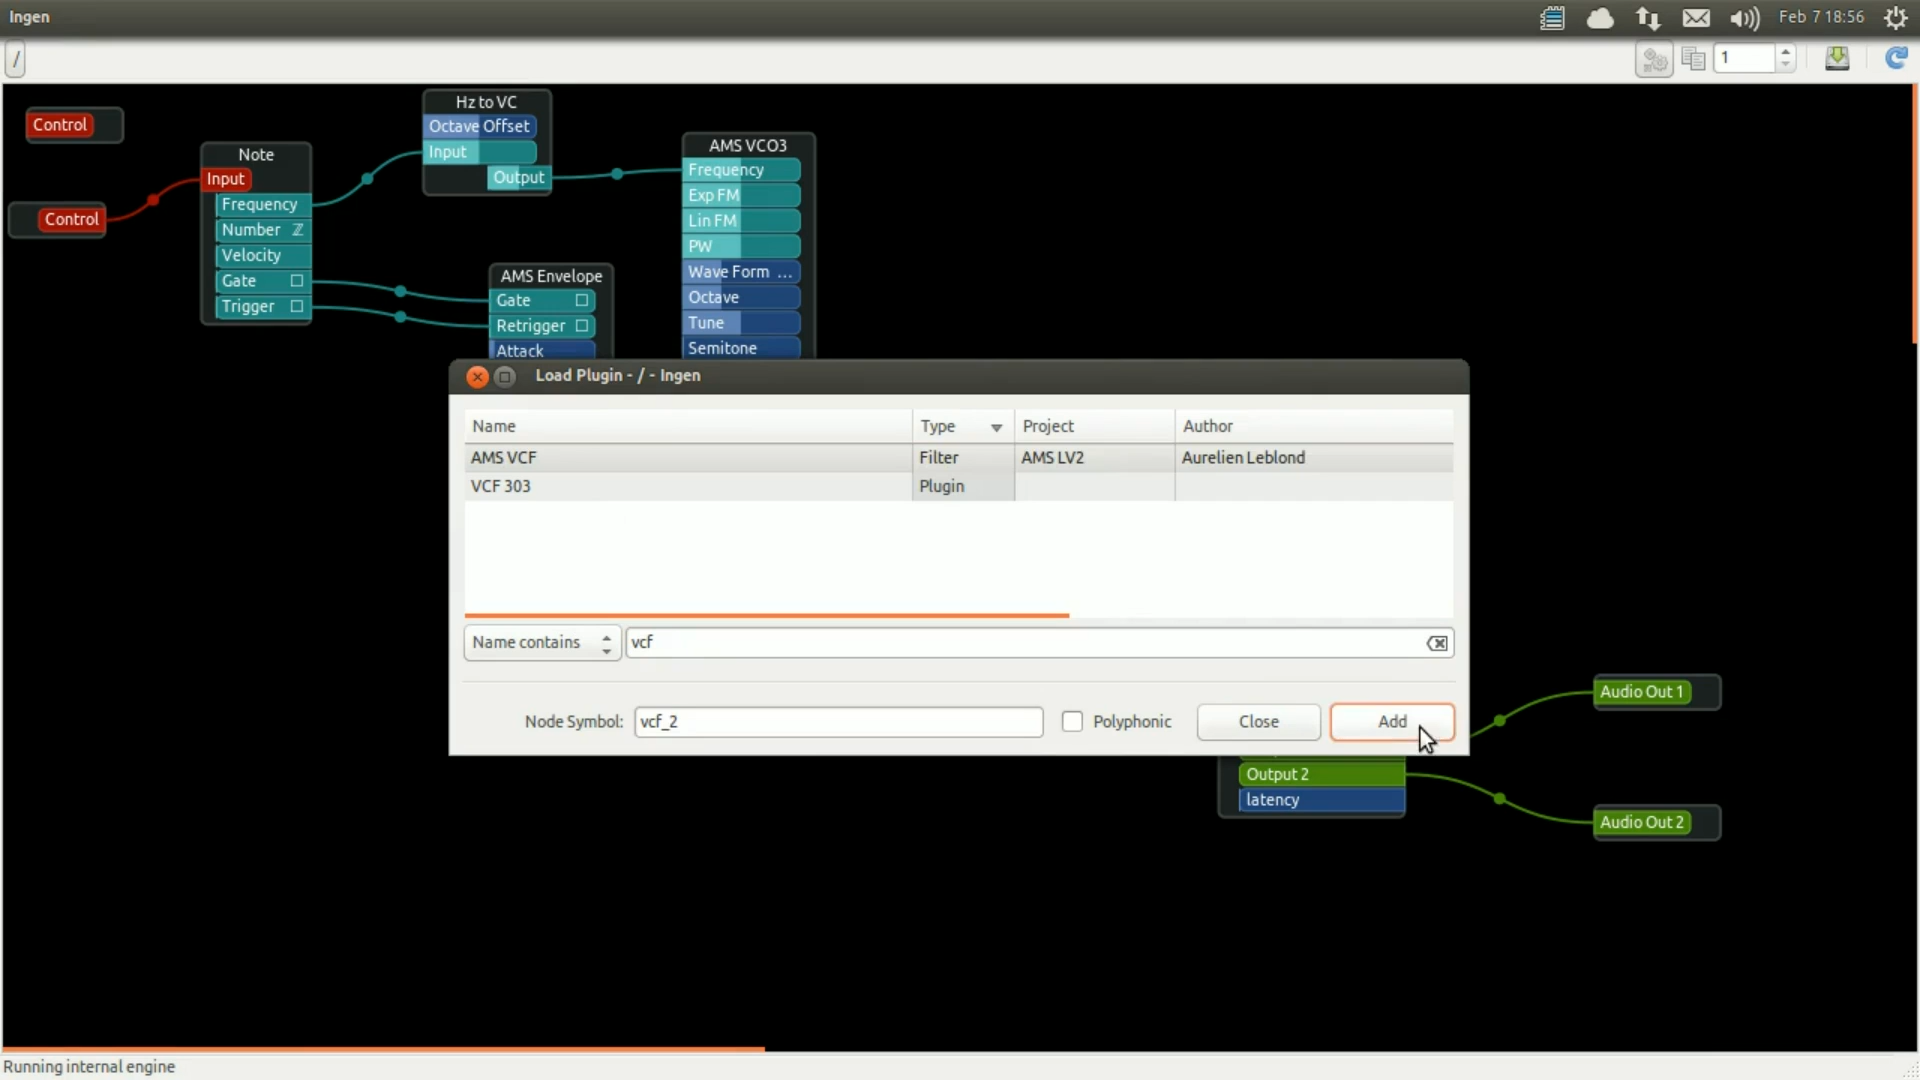 Ingen
Feb 7 18:56
/
1
Control
Control
Note
Input
Frequency
Number ℤ
Velocity
Gate
Trigger
Hz to VC
Octave Offset
Input
Output
AMS Envelope
Gate
Retrigger
Attack
AMS VCO3
Frequency
Exp FM
Lin FM
PW
Wave Form ...
Octave
Tune
Semitone
Load Plugin - / - Ingen
Name Type Project Author
AMS VCF Filter AMS LV2 Aurelien Leblond
VCF 303 Plugin
Name contains vcf
Node Symbol: vcf_2 Polyphonic Close Add
Output 2
latency
Audio Out 1
Audio Out 2
Running internal engine